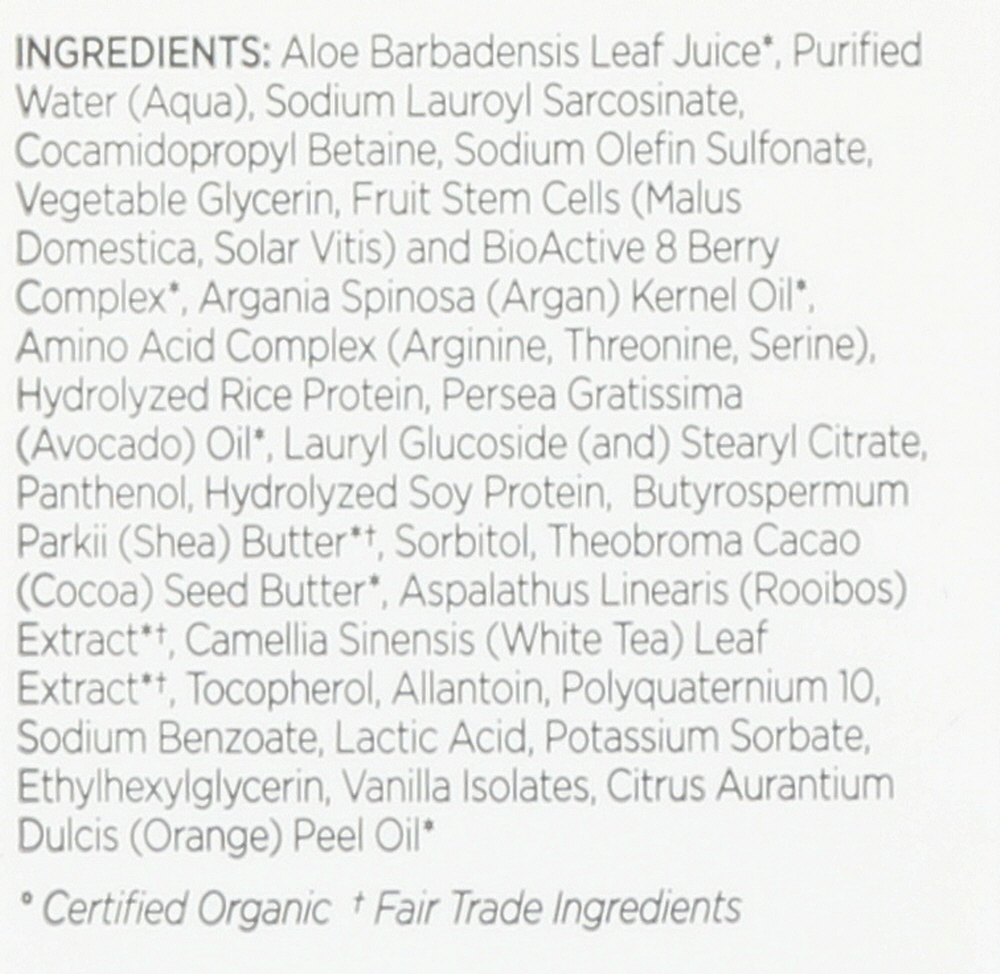 INGREDIENTS: Aloe Barbadensis Leaf Juice*, Purified
Water (Aqua), Sodium Lauroyl Sarcosinate,
Cocamidopropyl Betaine, Sodium Olefin Sulfonate,
Vegetable Glycerin, Fruit Stem Cells (Malus
Domestica, Solar Vitis) and BioActive 8 Berry
Complex*, Argania Spinosa (Argan) Kernel Oil*,
Amino Acid Complex (Arginine, Threonine, Serine),
Hydrolyzed Rice Protein, Persea Gratissima
(Avocado) Oil*, Lauryl Glucoside (and) Stearyl Citrate,
Panthenol, Hydrolyzed Soy Protein, Butyrospermum
Parkii (Shea) Butter*†, Sorbitol, Theobroma Cacao
(Cocoa) Seed Butter*, Aspalathus Linearis (Rooibos)
Extract*†, Camellia Sinensis (White Tea) Leaf
Extract*†, Tocopherol, Allantoin, Polyquaternium 10,
Sodium Benzoate, Lactic Acid, Potassium Sorbate,
Ethylhexylglycerin, Vanilla Isolates, Citrus Aurantium
Dulcis (Orange) Peel Oil*
* Certified Organic † Fair Trade Ingredients